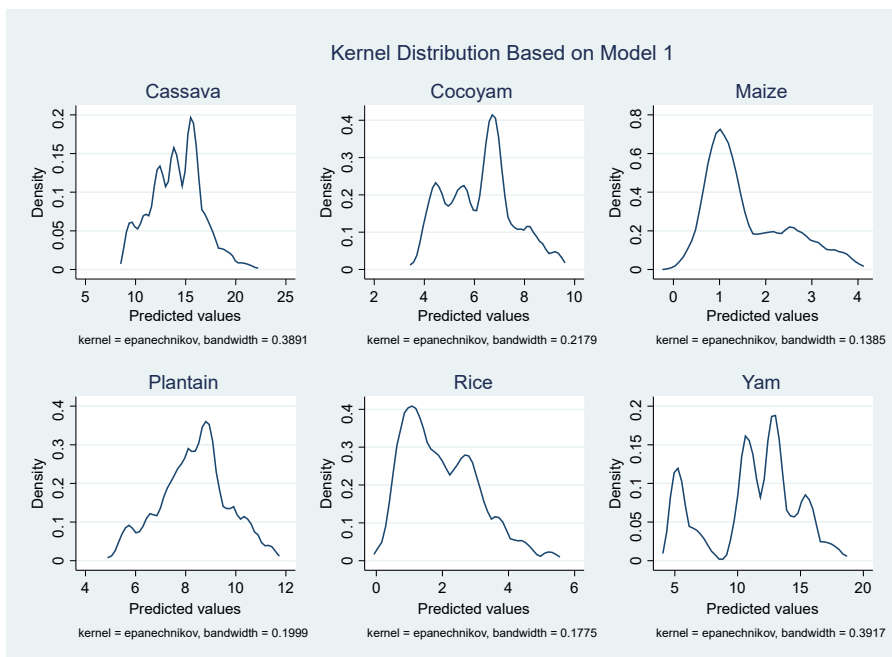 Kernel Distribution Based on Model 1
Cassava
Density
0 0.05 0.1 0.15 0.2
5 10 15 20 25
Predicted values
kernel = epanechnikov, bandwidth = 0.3891
Cocoyam
Density
0 0.1 0.2 0.3 0.4
2 4 6 8 10
Predicted values
kernel = epanechnikov, bandwidth = 0.2179
Maize
Density
0 0.2 0.4 0.6 0.8
0 1 2 3 4
Predicted values
kernel = epanechnikov, bandwidth = 0.1385
Plantain
Density
0 0.1 0.2 0.3 0.4
4 6 8 10 12
Predicted values
kernel = epanechnikov, bandwidth = 0.1999
Rice
Density
0 0.1 0.2 0.3 0.4
0 2 4 6
Predicted values
kernel = epanechnikov, bandwidth = 0.1775
Yam
Density
0 0.05 0.1 0.15 0.2
5 10 15 20
Predicted values
kernel = epanechnikov, bandwidth = 0.3917